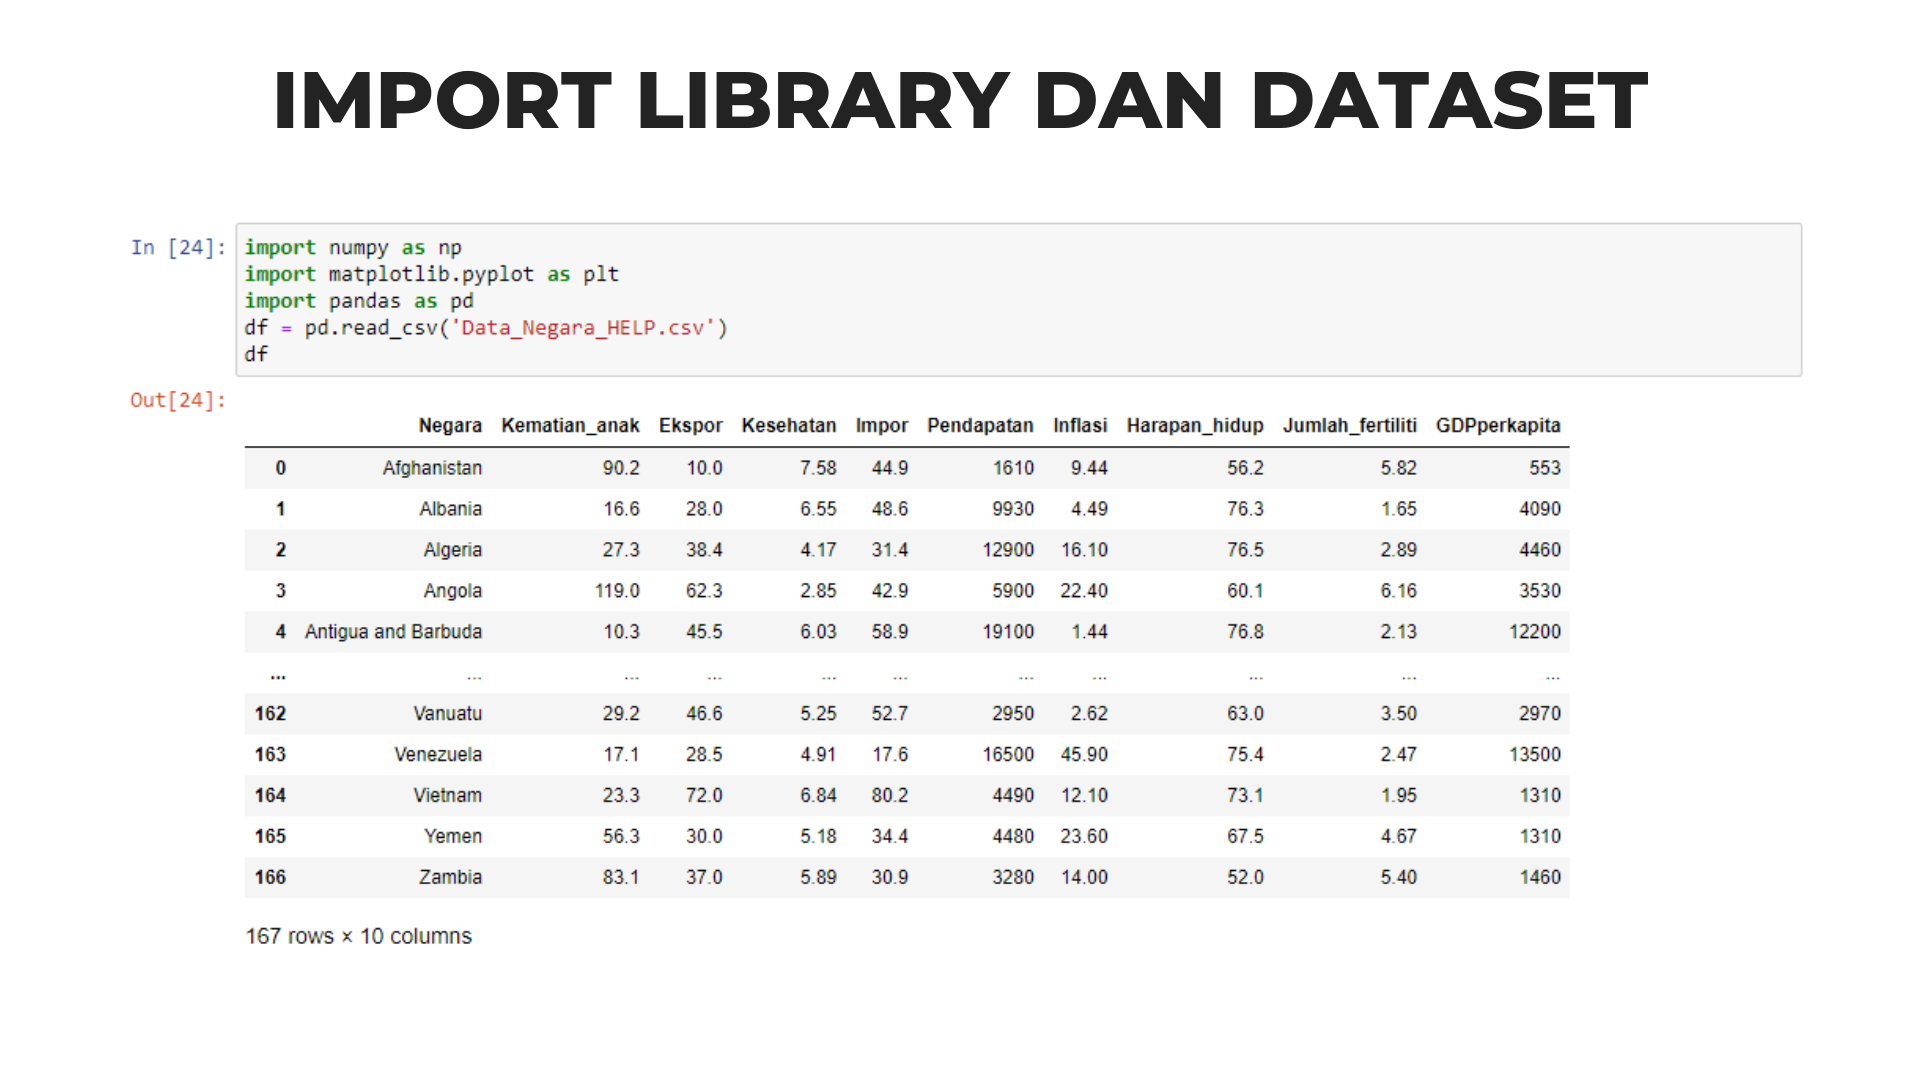 IMPORT LIBRARY DAN DATASET
In [24]: import numpy as np
import matplotlib.pyplot as plt
import pandas as pd
df = pd.read_csv('Data_Negara_HELP.csv')
df
Out[24]:
Negara Kematian_anak Ekspor Kesehatan Impor Pendapatan Inflasi Harapan_hidup Jumlah_fertiliti GDPperkapita
0 Afghanistan 90.2 10.0 7.58 44.9 1610 9.44 56.2 5.82 553
1 Albania 16.6 28.0 6.55 48.6 9930 4.49 76.3 1.65 4090
2 Algeria 27.3 38.4 4.17 31.4 12900 16.10 76.5 2.89 4460
3 Angola 119.0 62.3 2.85 42.9 5900 22.40 60.1 6.16 3530
4 Antigua and Barbuda 10.3 45.5 6.03 58.9 19100 1.44 76.8 2.13 12200
... ... ... ... ... ... ... ... ... ... ...
162 Vanuatu 29.2 46.6 5.25 52.7 2950 2.62 63.0 3.50 2970
163 Venezuela 17.1 28.5 4.91 17.6 16500 45.90 75.4 2.47 13500
164 Vietnam 23.3 72.0 6.84 80.2 4490 12.10 73.1 1.95 1310
165 Yemen 56.3 30.0 5.18 34.4 4480 23.60 67.5 4.67 1310
166 Zambia 83.1 37.0 5.89 30.9 3280 14.00 52.0 5.40 1460
167 rows × 10 columns